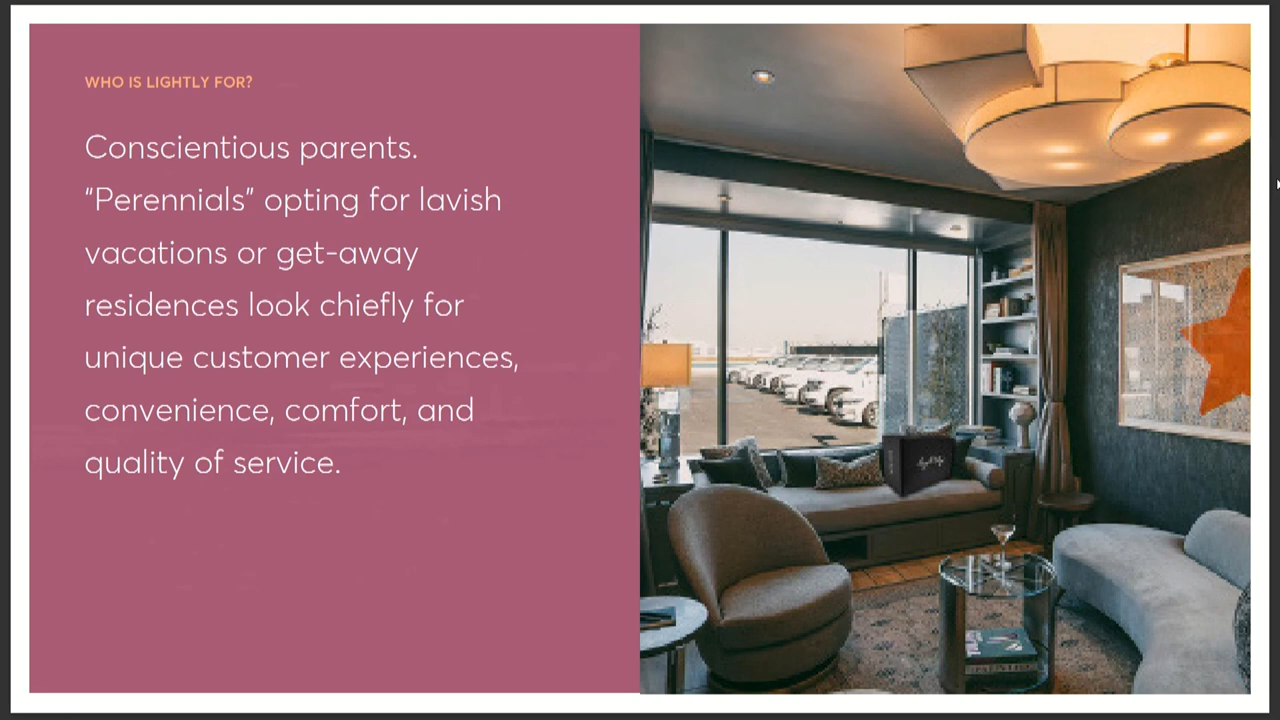 WHO IS LIGHTLY FOR?
Conscientious parents.
“Perennials” opting for lavish
vacations or get-away
residences look chiefly for
unique customer experiences,
convenience, comfort, and
quality of service.